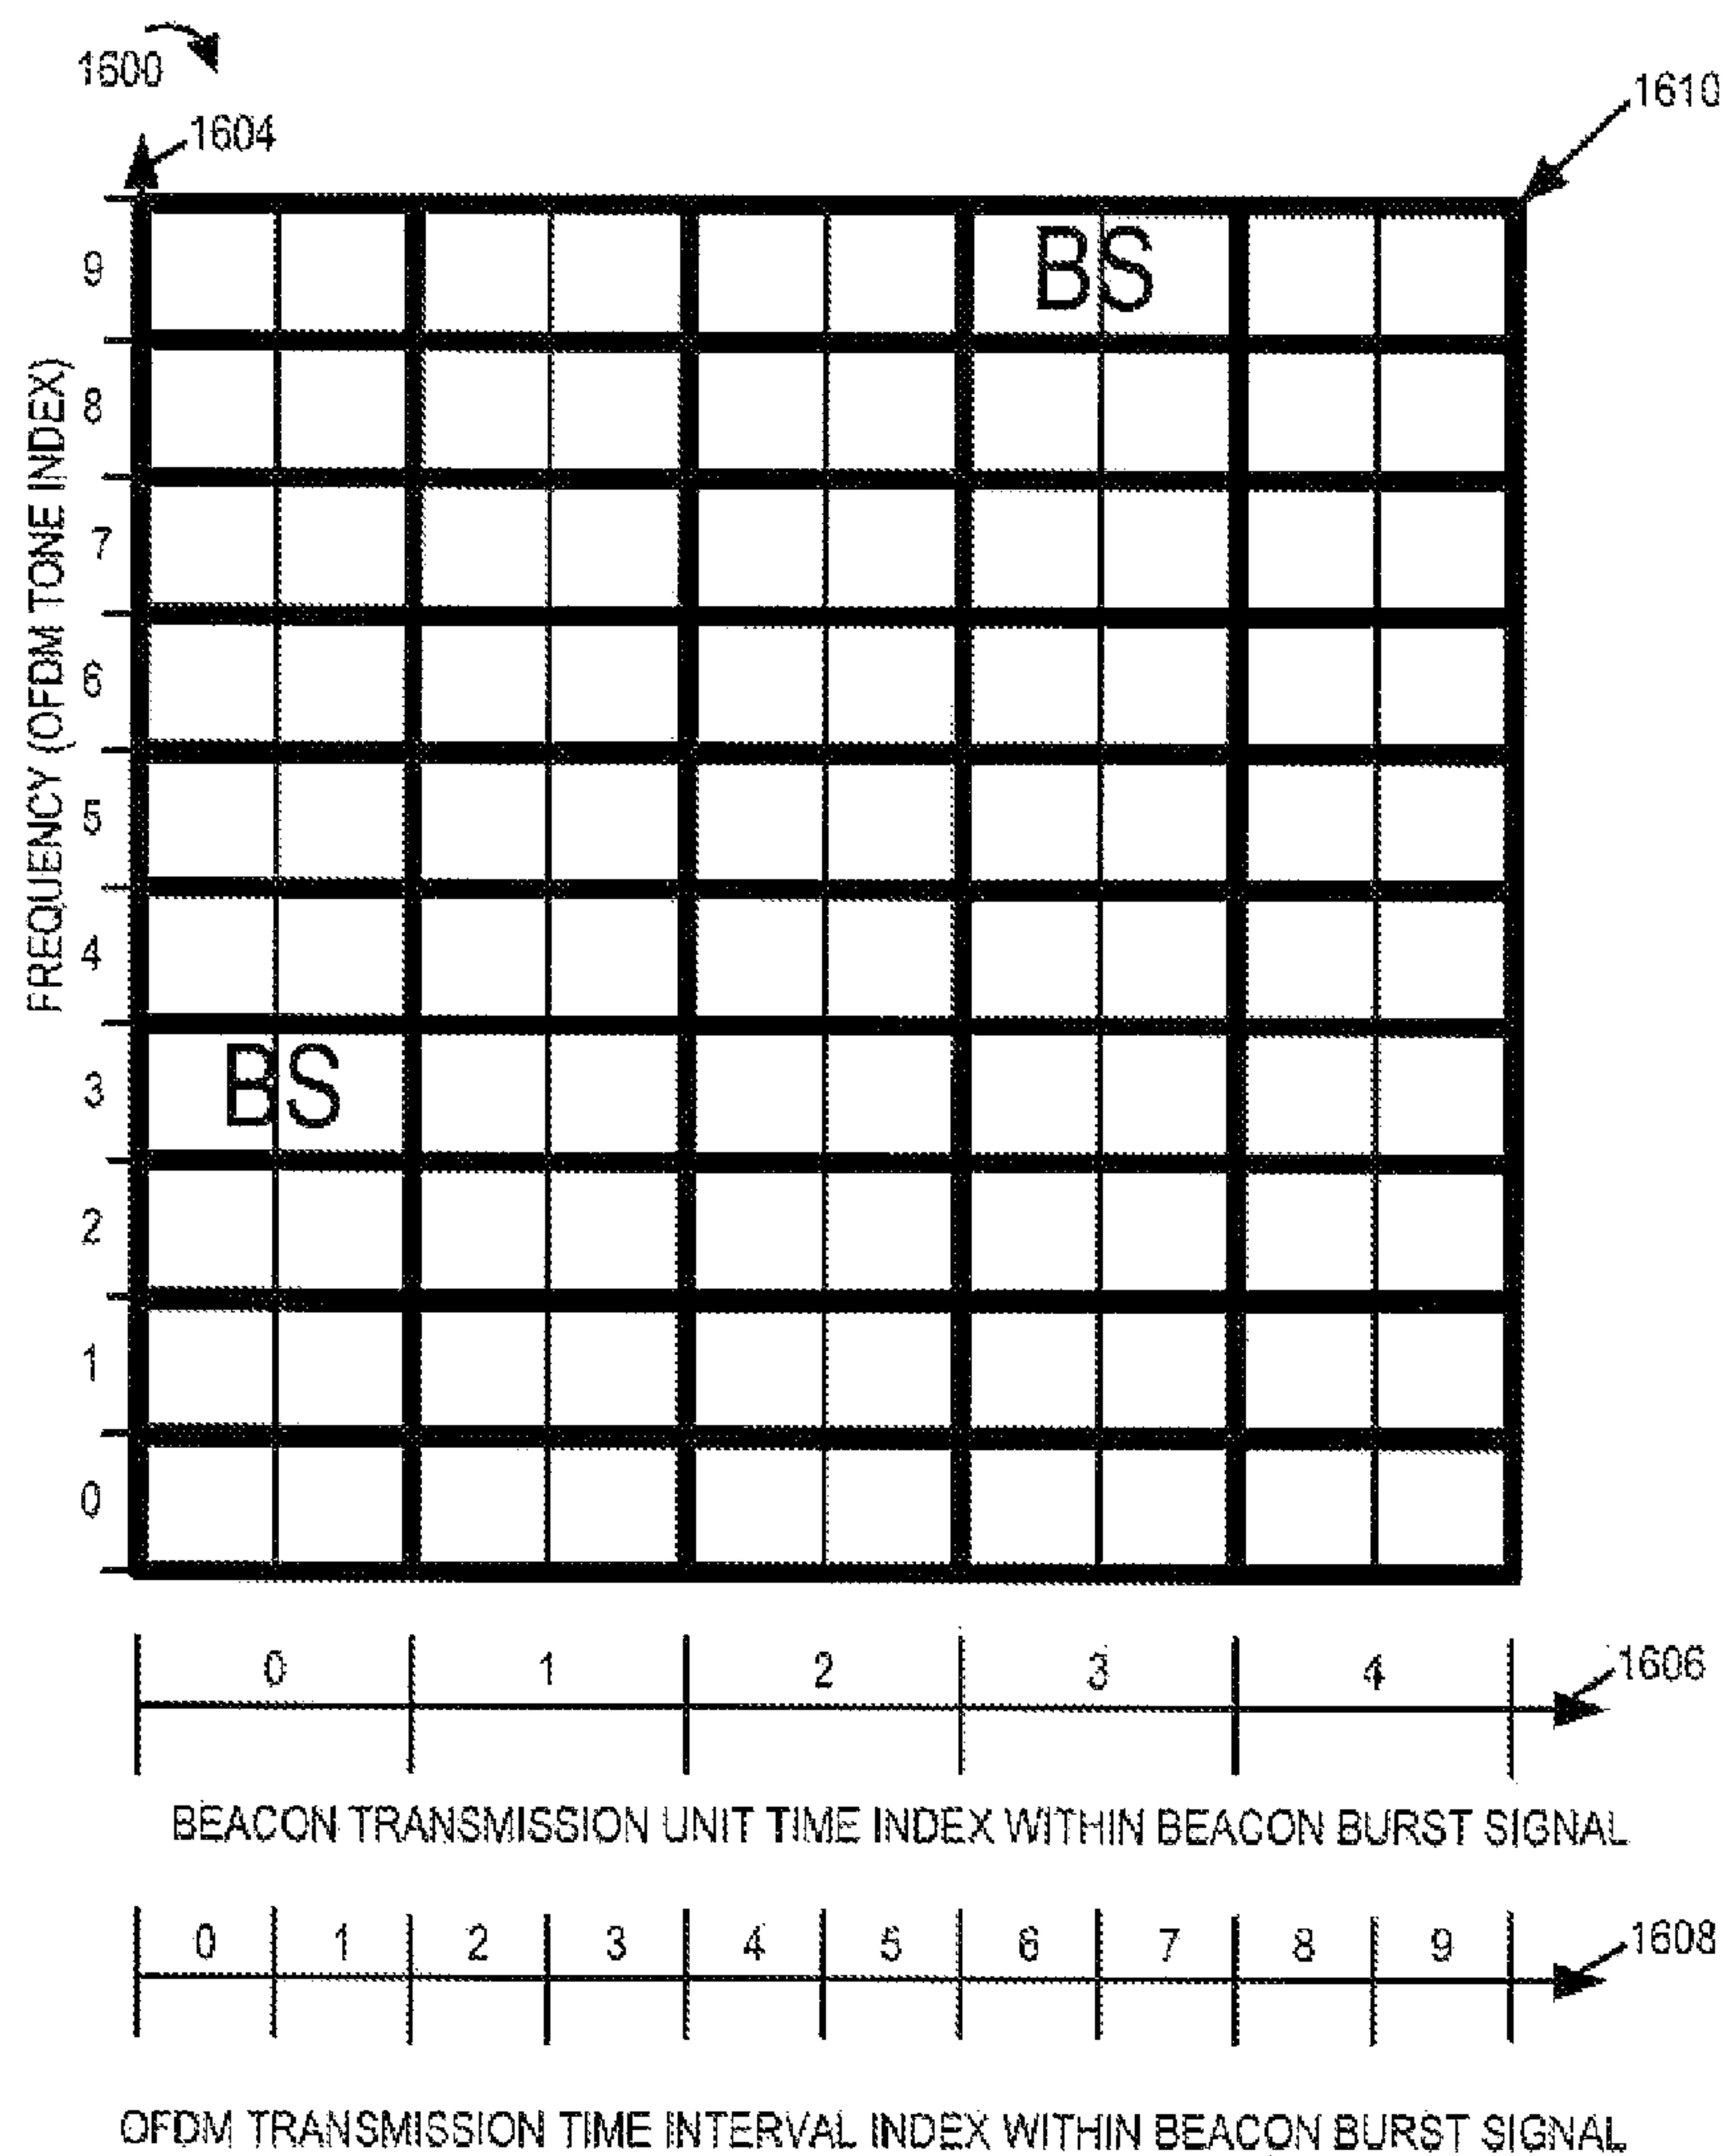 1600
1604
1610
FREQUENCY (OFDM TONE INDEX)
9
BS
8
7
6
5
4
3
BS
2
1
0
0 1 2 3 4
1606
BEACON TRANSMISSION UNIT TIME INDEX WITHIN BEACON BURST SIGNAL
0 1 2 3 4 5 6 7 8 9
1608
OFDM TRANSMISSION TIME INTERVAL INDEX WITHIN BEACON BURST SIGNAL